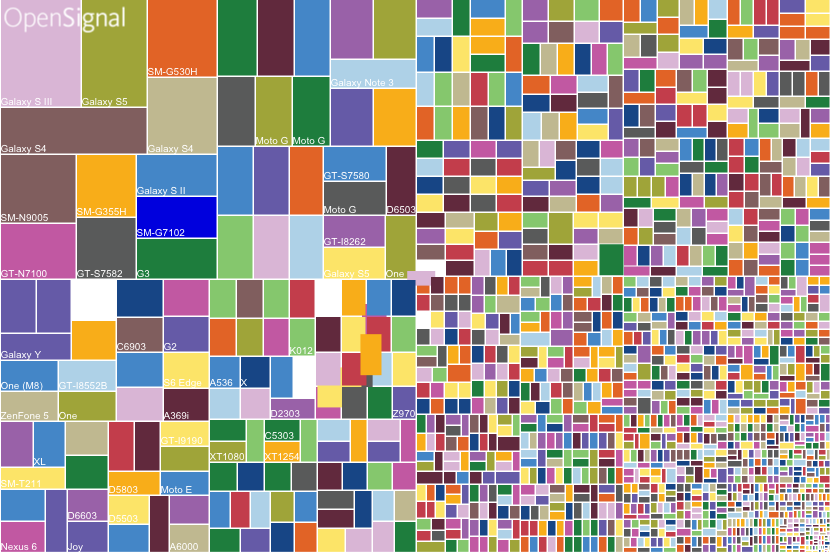 OpenSignal
Galaxy S III
Galaxy S5
SM-G530H
Galaxy S4
Galaxy S4
Moto G
Moto G
Galaxy Note 3
SM-N9005
SM-G355H
Galaxy S II
SM-G7102
GT-N7100
GT-S7582
G3
GT-S7580
Moto G
D6503
GT-I8262
Galaxy S5
One
Galaxy Y
C6903
G2
K012
One (M8)
GT-I8552B
S6 Edge
A536
X
ZenFone 5
One
A369i
D2303
Z970
XL
GT-I9190
C5303
XT1080
XT1254
SM-T211
D5803
Moto E
D6603
D5503
Nexus 6
Joy
A6000